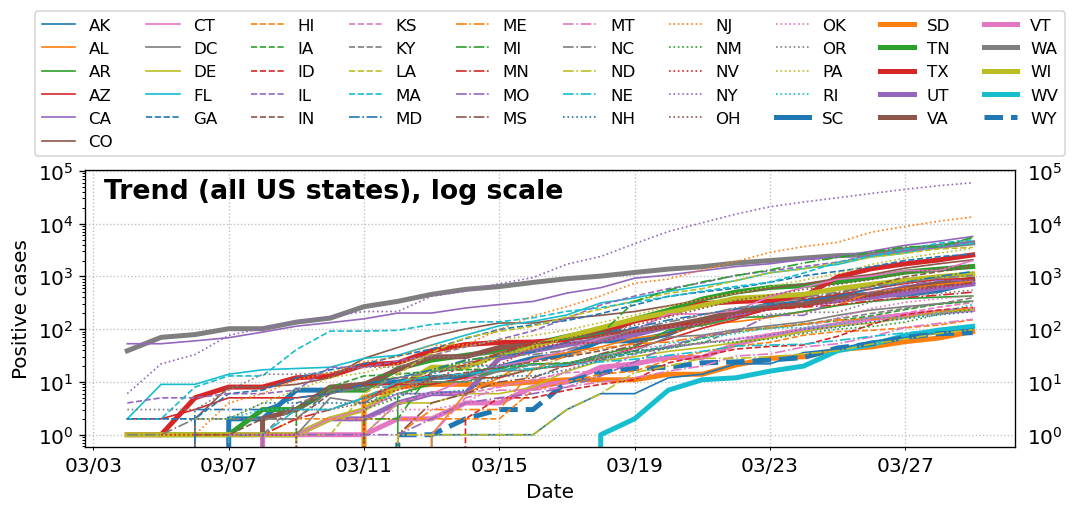 AK CT HI KS ME MT NJ OK SD VT
AL DC IA KY MI NC NM OR TN WA
AR DE ID LA MN ND NV PA TX WI
AZ FL IL MA MO NE NY RI UT WV
CA GA IN MD MS NH OH SC VA WY
CO
Trend (all US states), log scale
10^5 10^5
10^4 10^4
10^3 10^3
10^2 10^2
10^1 10^1
10^0 10^0
Positive cases
03/03 03/07 03/11 03/15 03/19 03/23 03/27
Date